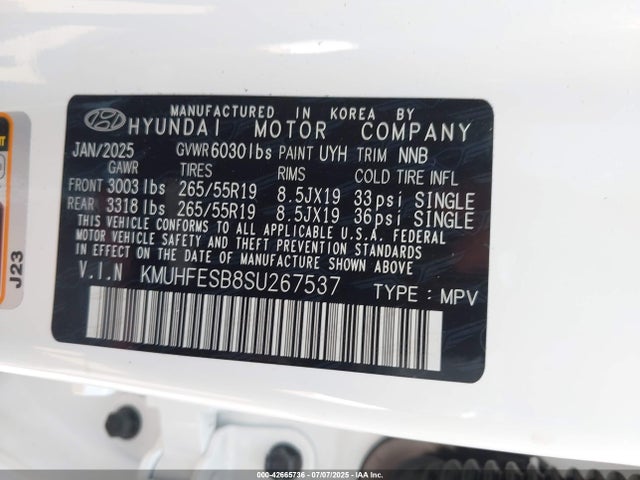 MANUFACTURED IN KOREA BY
HYUNDAI MOTOR COMPANY
JAN/2025 GVWR 6030lbs PAINT UYH TRIM NNB
GAWR TIRES RIMS COLD TIRE INFL
FRONT 3003lbs 265/55R19 8.5JX19 33psi SINGLE
REAR 3318lbs 265/55R19 8.5JX19 36psi SINGLE
THIS VEHICLE CONFORMS TO ALL APPLICABLE U.S.A. FEDERAL
MOTOR VEHICLE SAFETY AND THEFT PREVENTION STANDARDS
IN EFFECT ON THE DATE OF MANUFACTURE SHOWN ABOVE
V.I.N KMUHFESB8SU267537 TYPE : MPV
J23
000-42665736 | 07/07/2025 | IAA Inc.